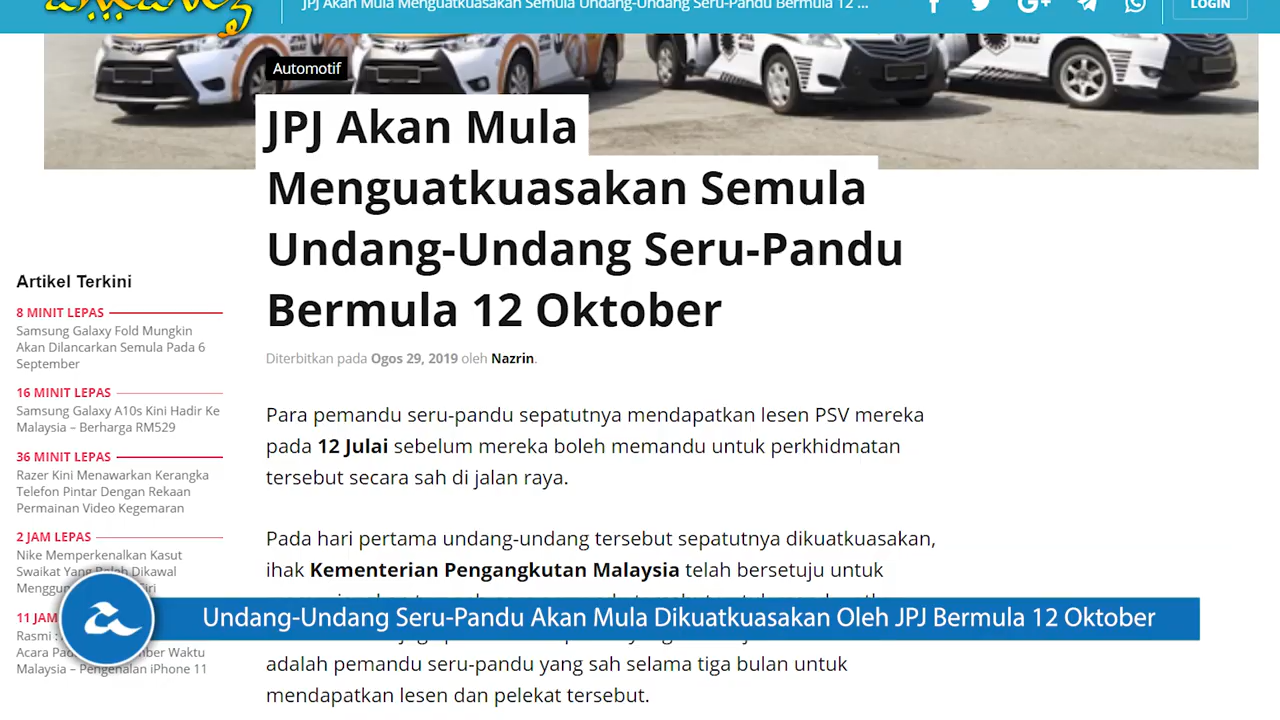 JPJ Akan Mula Menguatkuasakan Semula Undang-Undang Seru-Pandu Bermula 12 ...
LOGIN
Automotif
JPJ Akan Mula
Menguatkuasakan Semula
Undang-Undang Seru-Pandu
Bermula 12 Oktober
Diterbitkan pada Ogos 29, 2019 oleh Nazrin.
Para pemandu seru-pandu sepatutnya mendapatkan lesen PSV mereka
pada 12 Julai sebelum mereka boleh memandu untuk perkhidmatan
tersebut secara sah di jalan raya.
Pada hari pertama undang-undang tersebut sepatutnya dikuatkuasakan,
ihak Kementerian Pengangkutan Malaysia telah bersetuju untuk
adalah pemandu seru-pandu yang sah selama tiga bulan untuk
mendapatkan lesen dan pelekat tersebut.
Artikel Terkini
8 MINIT LEPAS
Samsung Galaxy Fold Mungkin
Akan Dilancarkan Semula Pada 6
September
16 MINIT LEPAS
Samsung Galaxy A10s Kini Hadir Ke
Malaysia – Berharga RM529
36 MINIT LEPAS
Razer Kini Menawarkan Kerangka
Telefon Pintar Dengan Rekaan
Permainan Video Kegemaran
2 JAM LEPAS
Nike Memperkenalkan Kasut
Swaikat Yang Boleh Dikawal
11 JAM
Rasmi :
Waktu
Malaysia – Pengenalan iPhone 11
Undang-Undang Seru-Pandu Akan Mula Dikuatkuasakan Oleh JPJ Bermula 12 Oktober